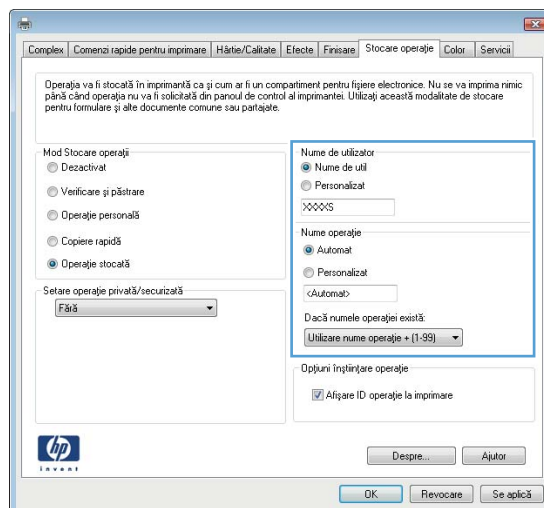 Complex
Comenzi rapide pentru imprimare
Hârtie/Calitate
Efecte
Finisare
Stocare operaţie
Color
Servicii
Operaţia va fi stocată în imprimantă ca şi cum ar fi un compartiment pentru fişiere electronice. Nu se va imprima nimic
până când operaţia nu va fi solicitată din panoul de control al imprimantei. Utilizaţi această modalitate de stocare
pentru formulare şi alte documente comune sau partajate.
Mod Stocare operaţii
Dezactivat
Verificare şi păstrare
Operaţie personală
Copiere rapidă
Operaţie stocată
Setare operaţie privată/securizată
Fără
Nume de utilizator
Nume de util
Personalizat
XXXXS
Nume operaţie
Automat
Personalizat
<Automat>
Dacă numele operaţiei există:
Utilizare nume operaţie + (1-99)
Opţiuni înştiinţare operaţie
Afişare ID operaţie la imprimare
hp
invent
Despre...
Ajutor
OK
Revocare
Se aplică